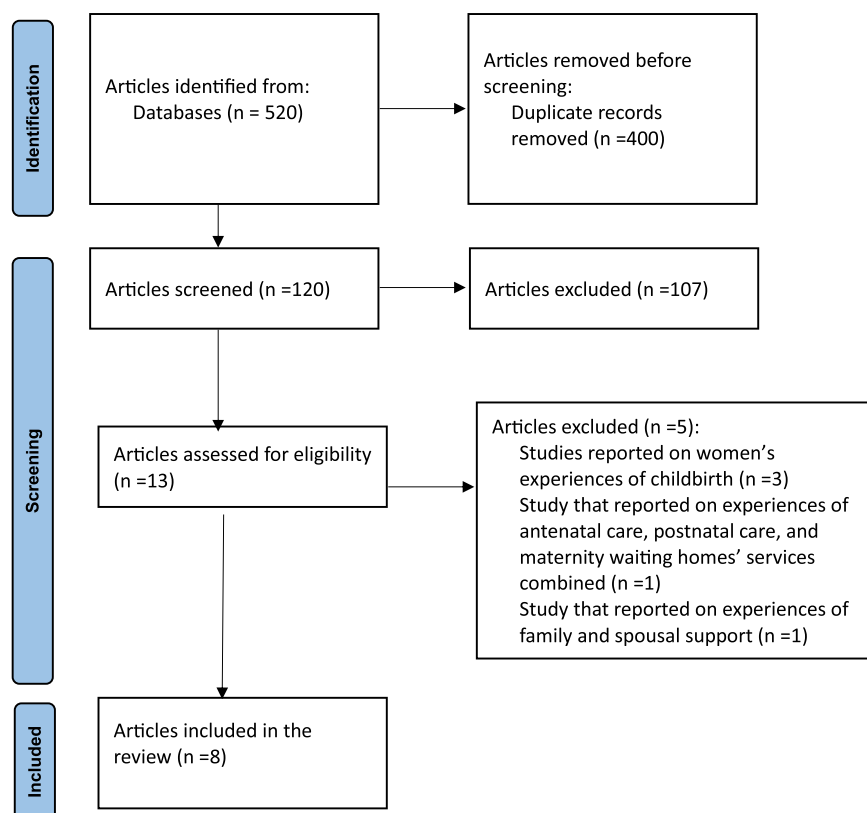 Identification
Articles identified from:
Databases (n = 520)
Articles removed before
screening:
Duplicate records
removed (n =400)
Screening
Articles screened (n =120)
Articles excluded (n =107)
Articles assessed for eligibility
(n =13)
Articles excluded (n =5):
Studies reported on women’s
experiences of childbirth (n =3)
Study that reported on experiences of
antenatal care, postnatal care, and
maternity waiting homes’ services
combined (n =1)
Study that reported on experiences of
family and spousal support (n =1)
Included
Articles included in the
review (n =8)